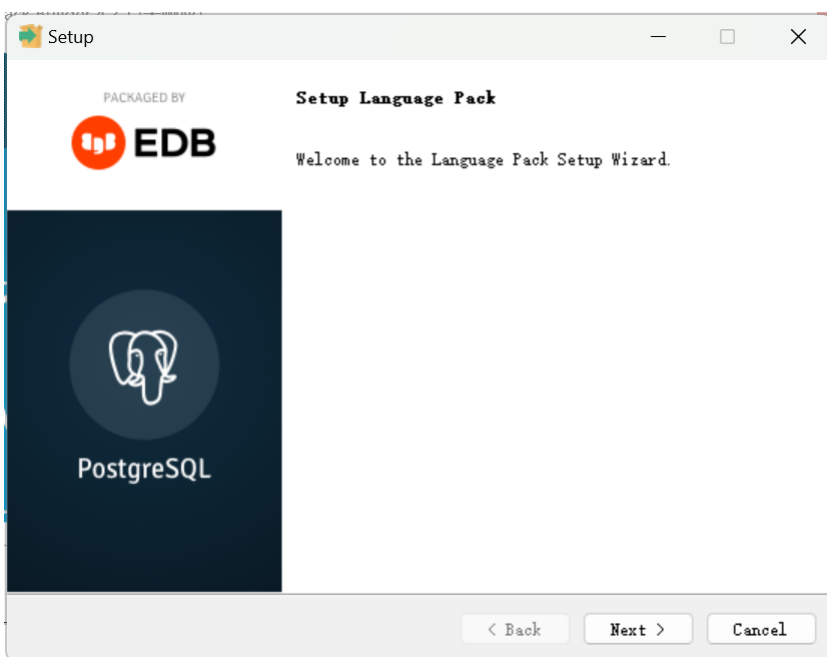 Setup
PACKAGED BY
EDB
Setup Language Pack
Welcome to the Language Pack Setup Wizard.
PostgreSQL
< Back
Next >
Cancel